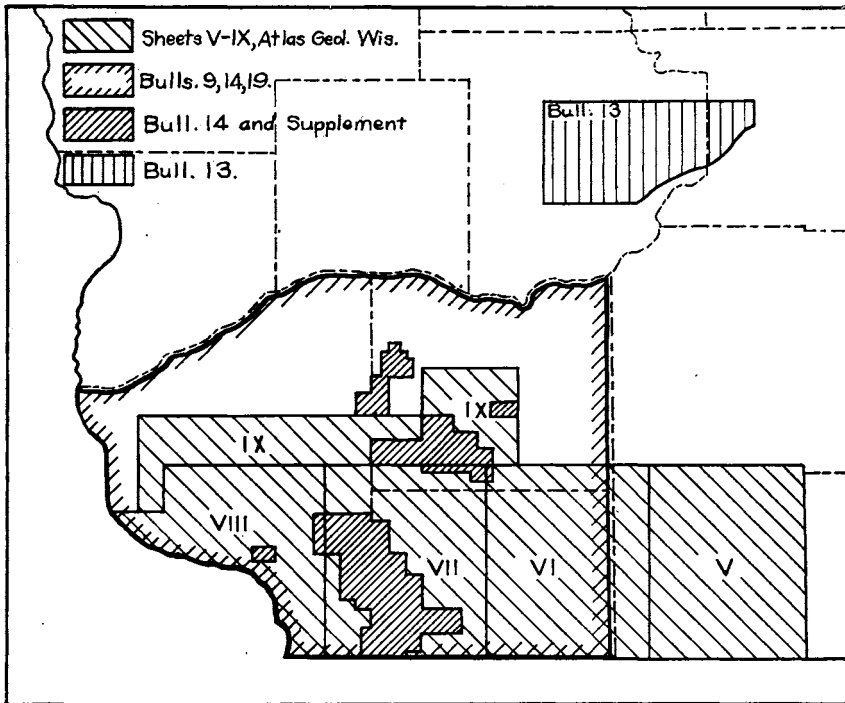 Sheets V-IX, Atlas Geol. Wis.
Bulls. 9, 14, 19.
Bull. 14 and Supplement
Bull. 13.
Bull. 13
IX
IX
VIII
VII
VI
V